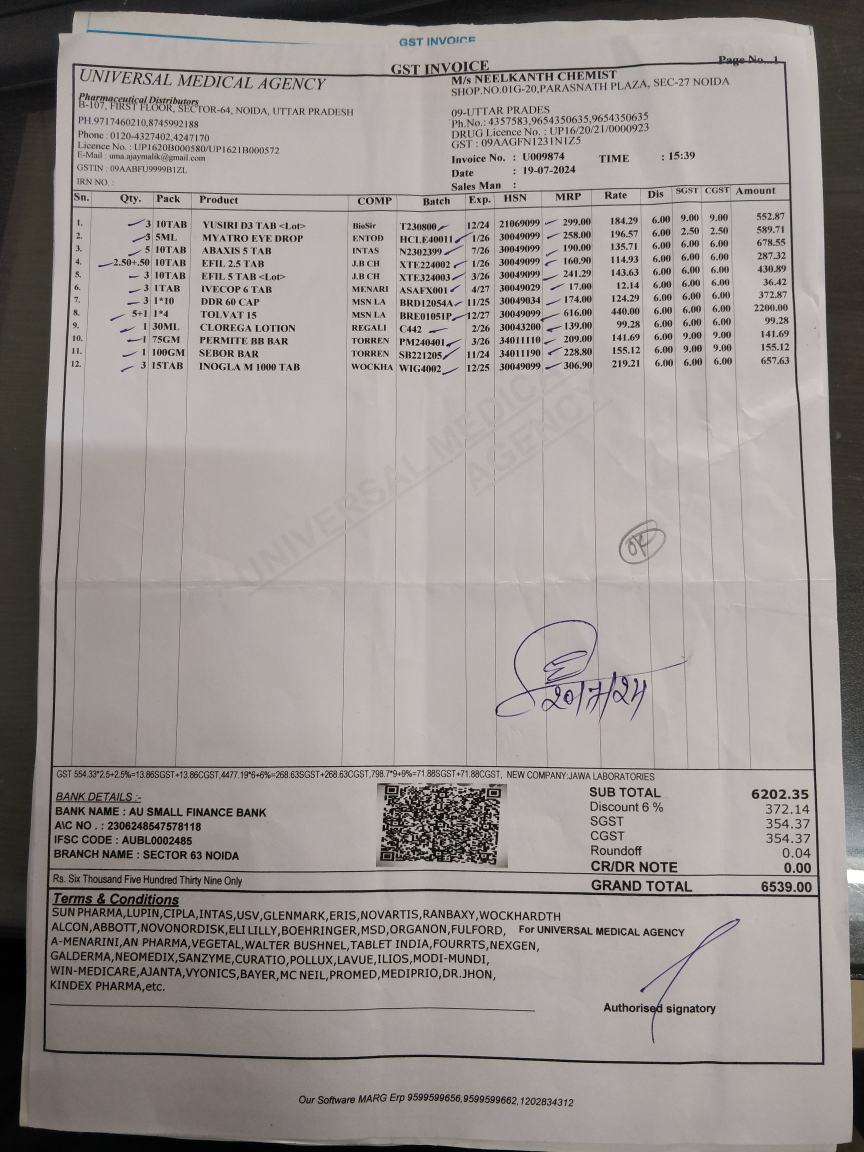 GST INVOICE
GST INVOICE
Page No...1
UNIVERSAL MEDICAL AGENCY
Pharmaceutical Distributors
B-107, FIRST FLOOR, SECTOR-64, NOIDA, UTTAR PRADESH
PH.9717460210,8745992188
Phone : 0120-4327402,4247170
Licence No. : UP1620B000580/UP1621B000572
E-Mail : uma.ajaymalik@gmail.com
GSTIN : 09AABFU9999B1ZL
IRN NO. :
M/s NEELKANTH CHEMIST
SHOP.NO.01G-20,PARASNATH PLAZA, SEC-27 NOIDA
09-UTTAR PRADES
Ph.No.: 4357583,9654350635,9654350635
DRUG Licence No.: UP16/20/21/0000923
GST : 09AAGFN1231N1Z5
Invoice No. : U009874 TIME : 15:39
Date : 19-07-2024
Sales Man :
Sn. Qty. Pack Product COMP Batch Exp. HSN MRP Rate Dis SGST CGST Amount
1. 3 10TAB YUSIRI D3 TAB <Lot> BioSir T230800 12/24 21069099 299.00 184.29 6.00 9.00 9.00 552.87
2. 3 5ML MYATRO EYE DROP ENTOD HCLE40011 1/26 30049099 258.00 196.57 6.00 2.50 2.50 589.71
3. 5 10TAB ABAXIS 5 TAB INTAS N2302399 7/26 30049099 190.00 135.71 6.00 6.00 6.00 678.55
4. 2.50+.50 10TAB EFIL 2.5 TAB J.B CH XTE224002 1/26 30049099 160.90 114.93 6.00 6.00 6.00 287.32
5. 3 10TAB EFIL 5 TAB <Lot> J.B CH XTE324003 3/26 30049099 241.29 143.63 6.00 6.00 6.00 430.89
6. 3 1TAB IVECOP 6 TAB MENARI ASAFX001 4/27 30049029 17.00 12.14 6.00 6.00 6.00 36.42
7. 3 1*10 DDR 60 CAP MSN LA BRD12054A 11/25 30049034 174.00 124.29 6.00 6.00 6.00 372.87
8. 5+1 1*4 TOLVAT 15 MSN LA BRE01051P 12/27 30049099 616.00 440.00 6.00 6.00 6.00 2200.00
9. 1 30ML CLOREGA LOTION REGALI C442 2/26 30043200 139.00 99.28 6.00 6.00 6.00 99.28
10. 1 75GM PERMITE BB BAR TORREN PM240401 3/26 34011110 209.00 141.69 6.00 9.00 9.00 141.69
11. 1 100GM SEBOR BAR TORREN SB221205 11/24 34011190 228.80 155.12 6.00 9.00 9.00 155.12
12. 3 15TAB INOGLA M 1000 TAB WOCKHA WIG4002 12/25 30049099 306.90 219.21 6.00 6.00 6.00 657.63
UNIVERSAL MEDICAL
AGENCY
OK
20/7/24
GST 554.33*2.5+2.5%=13.86SGST+13.86CGST,4477.19*6+6%=268.63SGST+268.63CGST,798.7*9+9%=71.88SGST+71.88CGST, NEW COMPANY:JAWA LABORATORIES
BANK DETAILS :-
BANK NAME : AU SMALL FINANCE BANK
A\C NO . : 2306248547578118
IFSC CODE : AUBL0002485
BRANCH NAME : SECTOR 63 NOIDA
SUB TOTAL 6202.35
Discount 6 % 372.14
SGST 354.37
CGST 354.37
Roundoff 0.04
CR/DR NOTE 0.00
GRAND TOTAL 6539.00
Rs. Six Thousand Five Hundred Thirty Nine Only
Terms & Conditions
SUN PHARMA,LUPIN,CIPLA,INTAS,USV,GLENMARK,ERIS,NOVARTIS,RANBAXY,WOCKHARDTH
ALCON,ABBOTT,NOVONORDISK,ELI LILLY,BOEHRINGER,MSD,ORGANON,FULFORD,
A-MENARINI,AN PHARMA,VEGETAL,WALTER BUSHNEL,TABLET INDIA,FOURRTS,NEXGEN,
GALDERMA,NEOMEDIX,SANZYME,CURATIO,POLLUX,LAVUE,ILIOS,MODI-MUNDI,
WIN-MEDICARE,AJANTA,VYONICS,BAYER,MC NEIL,PROMED,MEDIPRIO,DR.JHON,
KINDEX PHARMA,etc.
For UNIVERSAL MEDICAL AGENCY
Authorised signatory
Our Software MARG Erp 9599599656,9599599662,1202834312